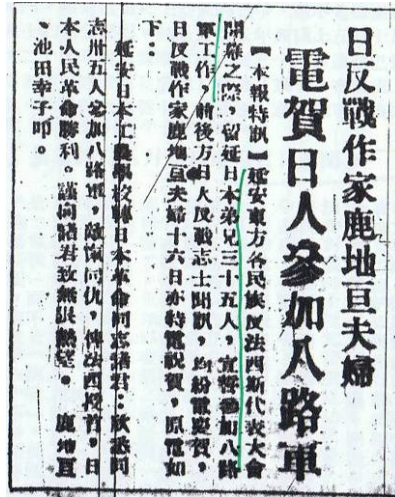 日反戰作家鹿地亘夫婦
電賀日人參加八路軍
【本報特訊】延安東方各民族反法西斯代表大會
開幕之際，留延日本弟兄三十五人，宣誓參加八路
軍工作，前後方日人反戰志士聞訊，均紛電慶賀，
日反戰作家鹿地亘夫婦十六日亦特電祝賀，原電如
下：
延安日本工農學校轉日本革命同志諸君：欣悉同
志卅五人參加八路軍，敵愾同仇，法西授首，日
本人民革命勝利。謹向諸君致無限熱望。 鹿地亘
、池田幸子叩。